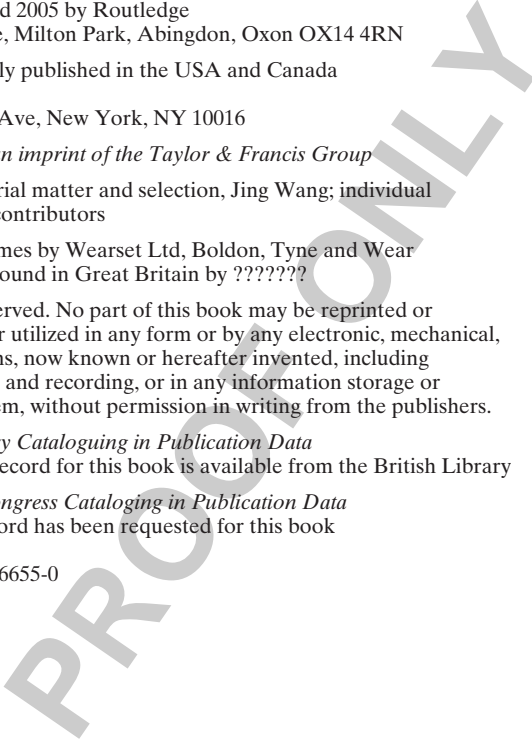 d 2005 by Routledge
e, Milton Park, Abingdon, Oxon OX14 4RN
ly published in the USA and Canada
Ave, New York, NY 10016
n imprint of the Taylor & Francis Group
rial matter and selection, Jing Wang; individual
contributors
mes by Wearset Ltd, Boldon, Tyne and Wear
ound in Great Britain by ???????
erved. No part of this book may be reprinted or
r utilized in any form or by any electronic, mechanical,
ns, now known or hereafter invented, including
and recording, or in any information storage or
em, without permission in writing from the publishers.
y Cataloguing in Publication Data
ecord for this book is available from the British Library
ongress Cataloging in Publication Data
ord has been requested for this book
6655-0
PROOF ONLY